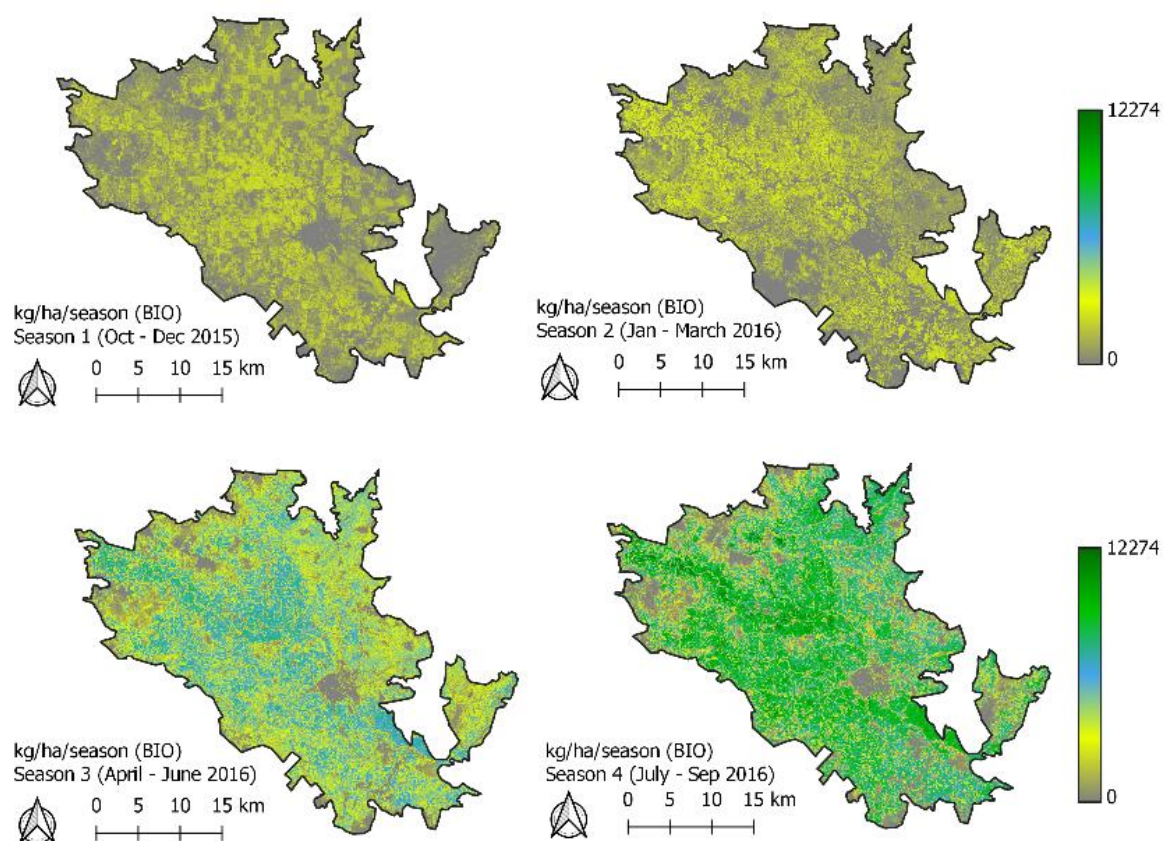 12274
0
kg/ha/season (BIO)
Season 1 (Oct - Dec 2015)
0 5 10 15 km
kg/ha/season (BIO)
Season 2 (Jan - March 2016)
0 5 10 15 km
12274
0
kg/ha/season (BIO)
Season 3 (April - June 2016)
0 5 10 15 km
kg/ha/season (BIO)
Season 4 (July - Sep 2016)
0 5 10 15 km